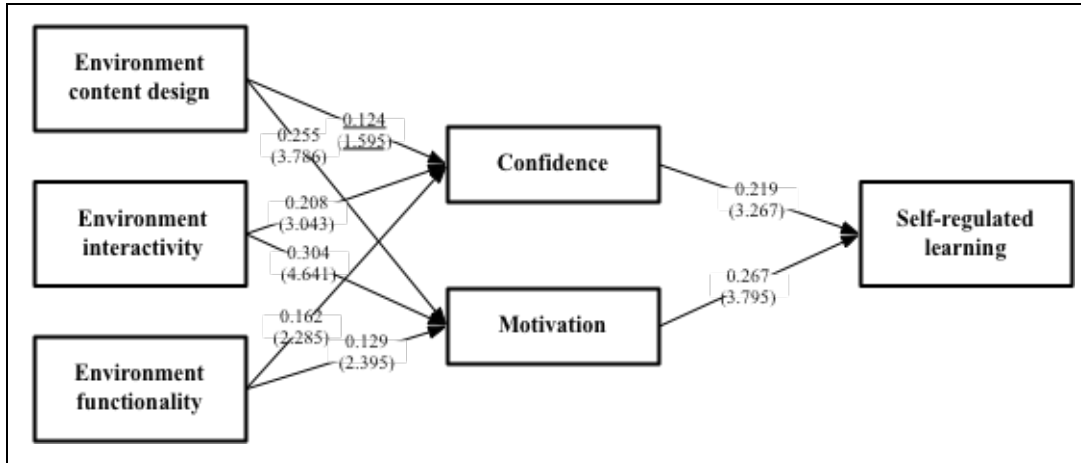 Environment
content design
0.124
(1.595)
0.255
(3.786)
Confidence
0.208
(3.043)
0.219
(3.267)
Environment
interactivity
Self-regulated
learning
0.304
(4.641)
0.267
(3.795)
Motivation
0.162
(2.285)
0.129
(2.395)
Environment
functionality